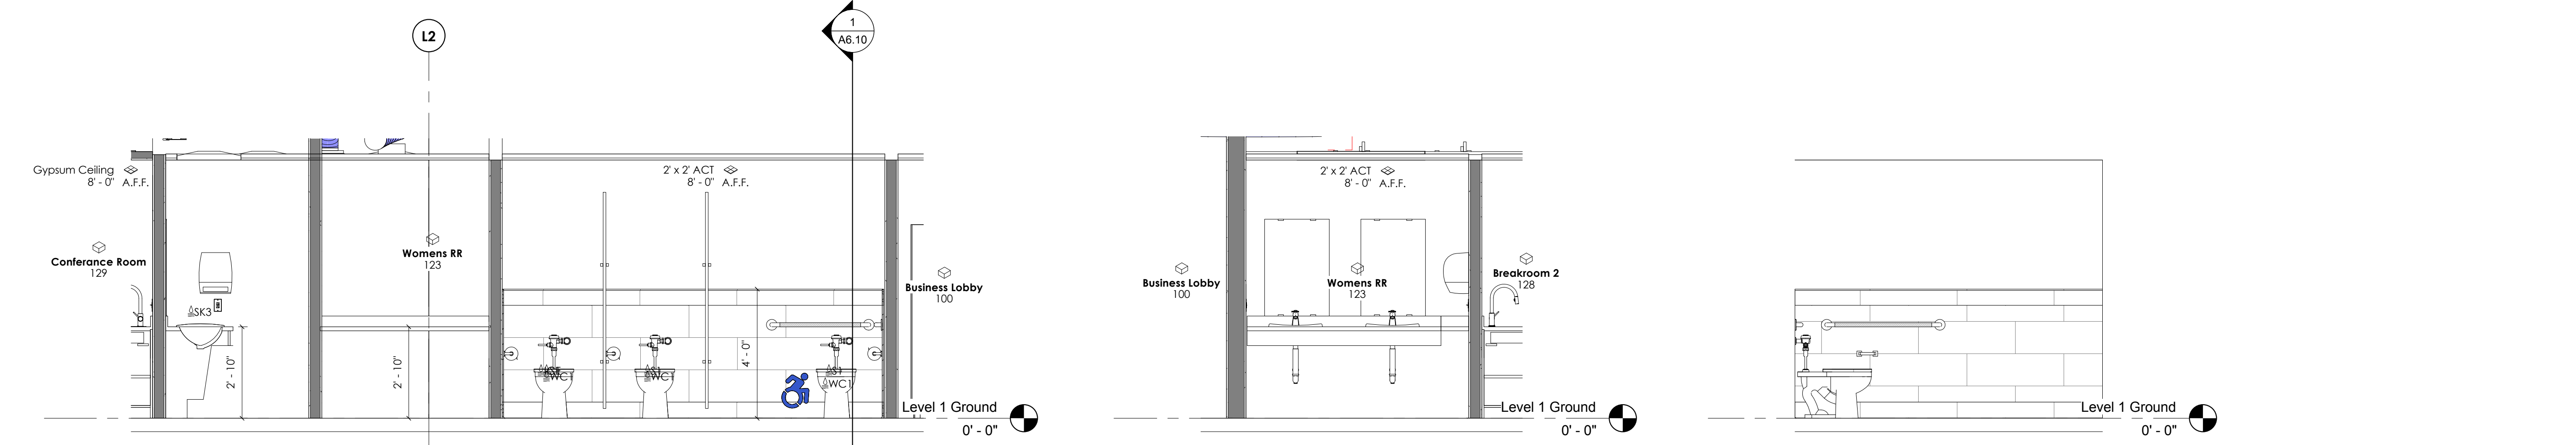 L2
1
A6.10
Gypsum Ceiling
8' - 0" A.F.F.
2' x 2' ACT
8' - 0" A.F.F.
Conferance Room
129
SK3
2' - 10"
Womens RR
123
2' - 10"
WC1
WC1
4' - 0"
WC1
Business Lobby
100
Level 1 Ground
0' - 0"
Business Lobby
100
2' x 2' ACT
8' - 0" A.F.F.
Womens RR
123
Breakroom 2
128
Level 1 Ground
0' - 0"
Level 1 Ground
0' - 0"